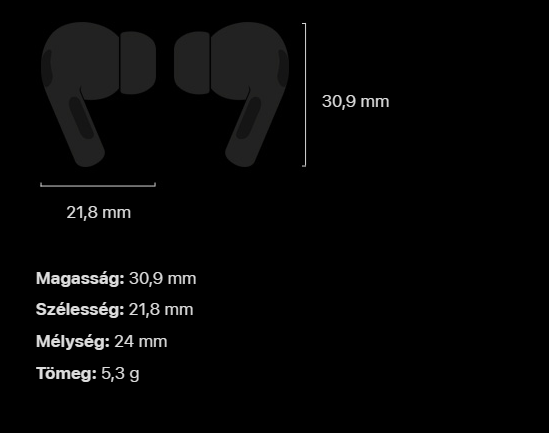 30,9 mm
21,8 mm
Magasság: 30,9 mm
Szélesség: 21,8 mm
Mélység: 24 mm
Tömeg: 5,3 g